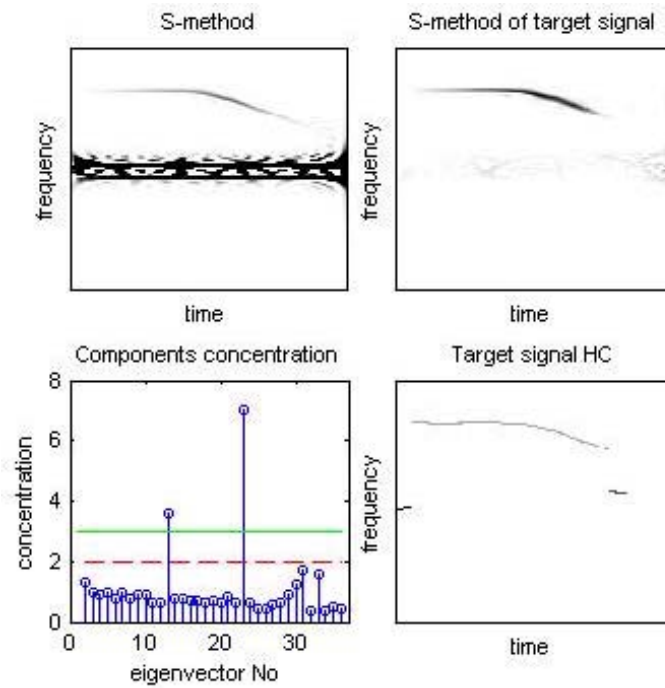 S-method
frequency
time
S-method of target signal
frequency
time
Components concentration
concentration
8
6
4
2
0
0 10 20 30
eigenvector No
Target signal HC
frequency
time